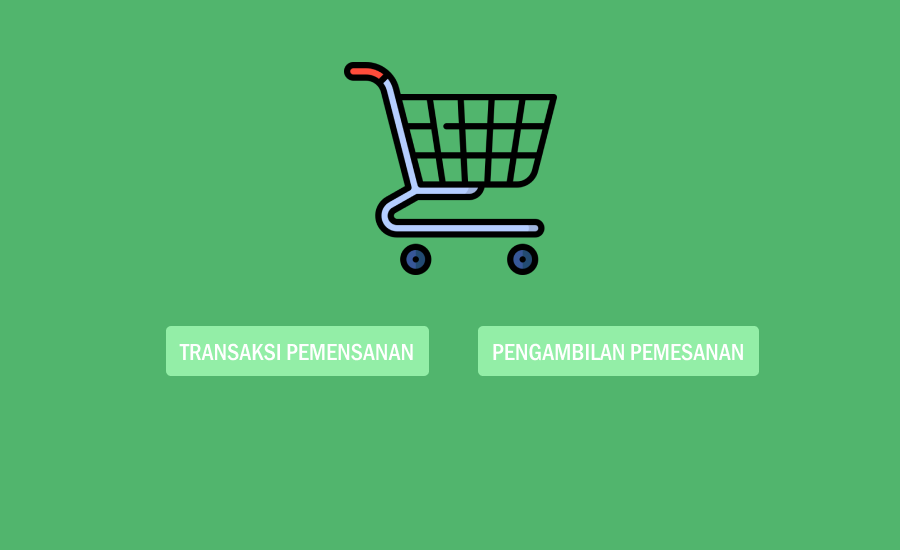 TRANSAKSI PEMENSANAN
PENGAMBILAN PEMESANAN